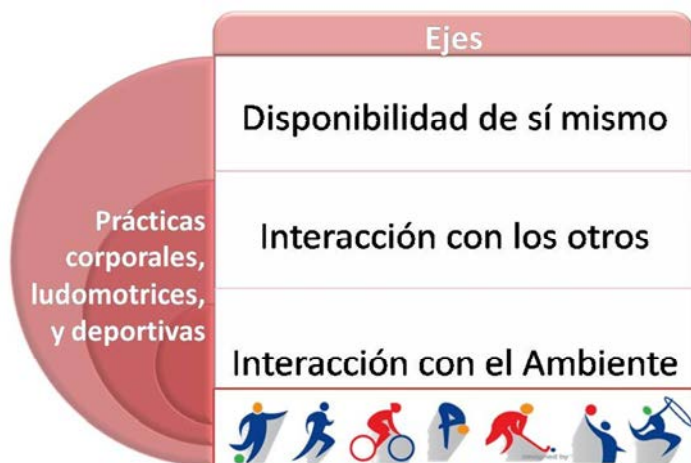 Ejes
Disponibilidad de sí mismo
Prácticas
corporales,
ludomotrices,
y deportivas
Interacción con los otros
Interacción con el Ambiente